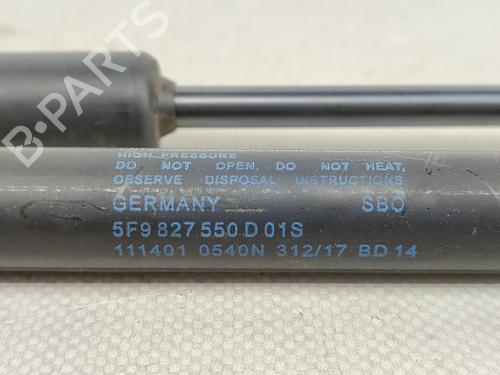 B-PARTS
HIGH PRESSURE
DO NOT OPEN, DO NOT HEAT,
OBSERVE DISPOSAL INSTRUCTIONS
GERMANY SBO
5F9 827 550 D 01S
111401 0540N 312/17 BD 14